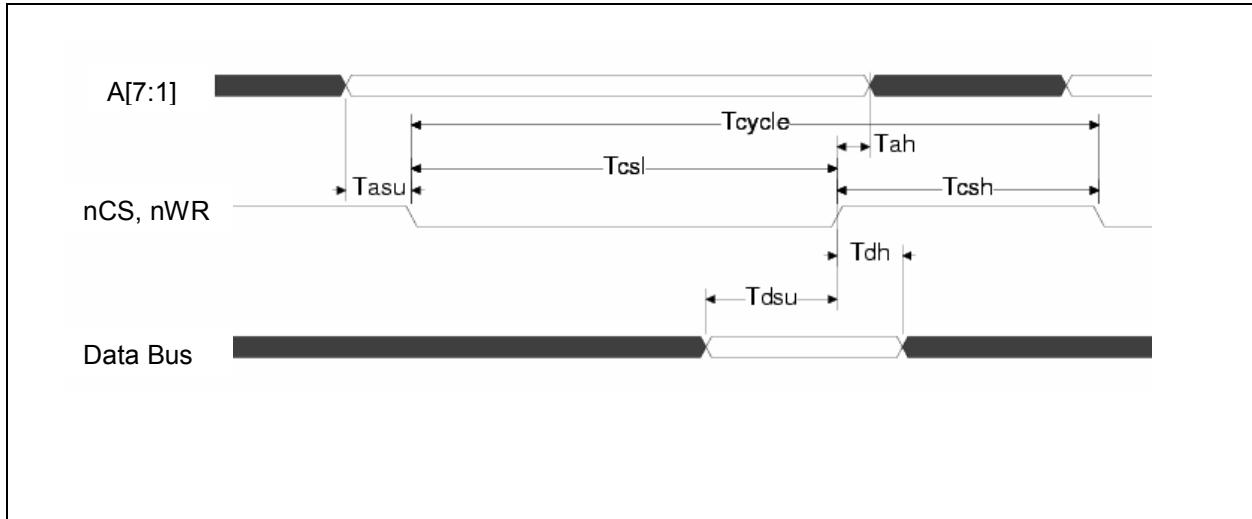 A[7:1]
Tcycle
Tah
Tcsl
Tasu
Tcsh
nCS, nWR
Tdh
Tdsu
Data Bus